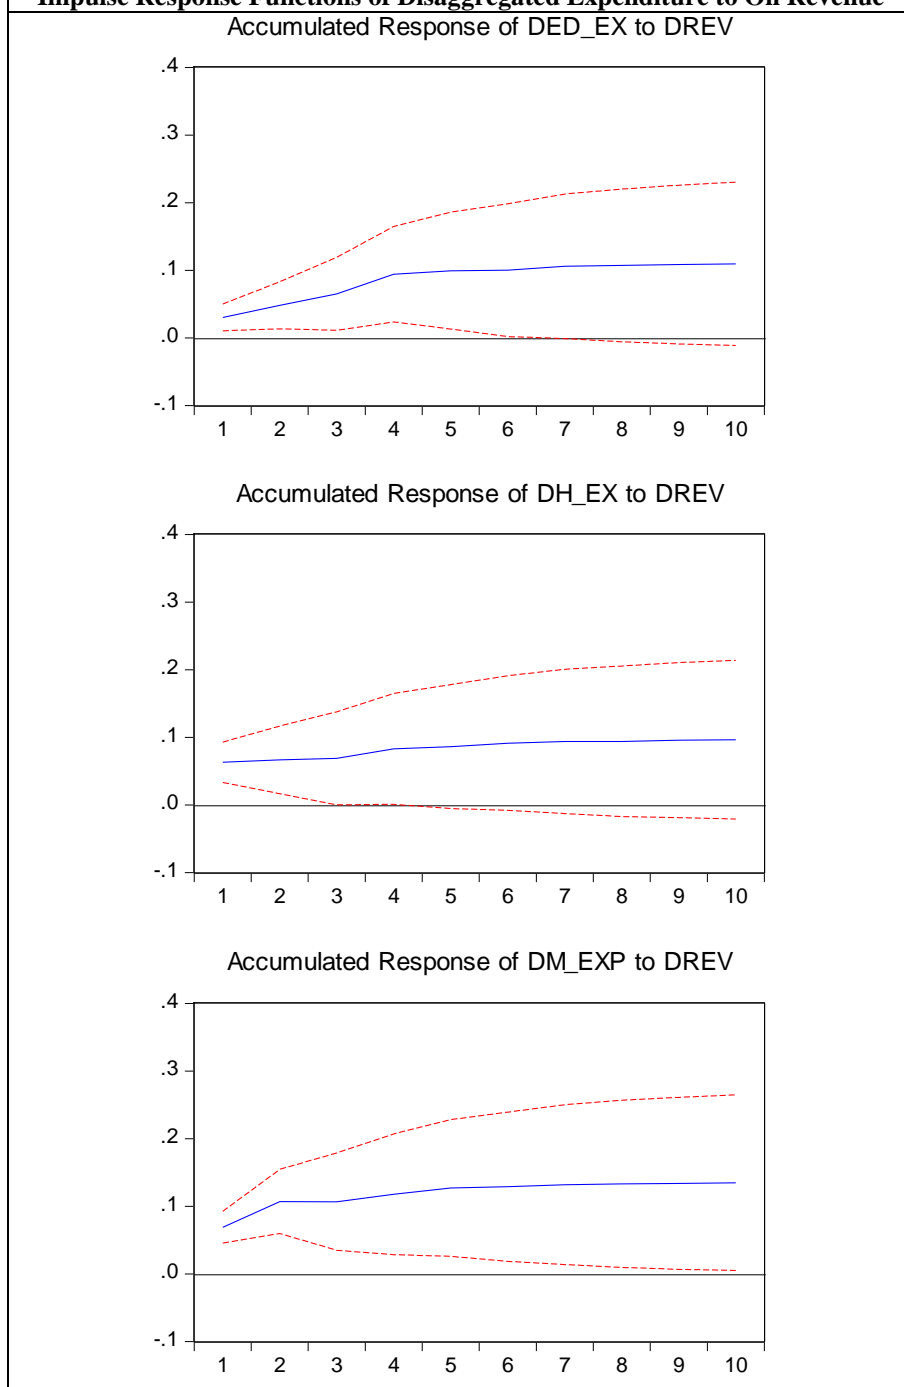 Impulse Response Functions of Disaggregated Expenditure to Oil Revenue
Accumulated Response of DED_EX to DREV
.4
.3
.2
.1
.0
-.1
1 2 3 4 5 6 7 8 9 10
Accumulated Response of DH_EX to DREV
.4
.3
.2
.1
.0
-.1
1 2 3 4 5 6 7 8 9 10
Accumulated Response of DM_EXP to DREV
.4
.3
.2
.1
.0
-.1
1 2 3 4 5 6 7 8 9 10